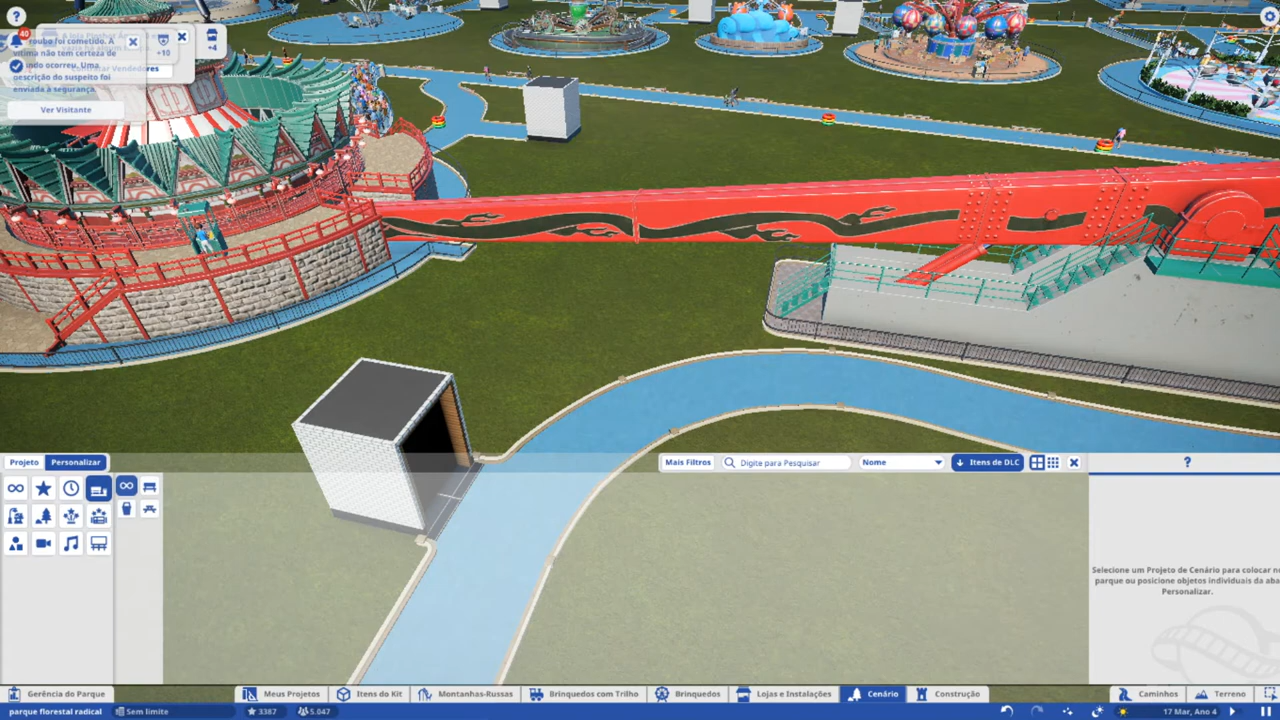 ?
40
roubo foi cometido. A
vítima não tem certeza de
ndo ocorreu. Uma
descrição do suspeito foi
enviada à segurança.
Vendedores
Ver Visitante
+10
+4
Projeto
Personalizar
Mais Filtros
Digite para Pesquisar
Nome
Itens de DLC
?
Selecione um Projeto de Cenário para colocar no
parque ou posicione objetos individuais da aba
Personalizar.
Gerência do Parque
Meus Projetos
Itens do Kit
Montanhas-Russas
Brinquedos com Trilho
Brinquedos
Lojas e Instalações
Cenário
Construção
Caminhos
Terreno
parque florestal radical
Sem limite
3387
5.047
17 Mar, Ano 4